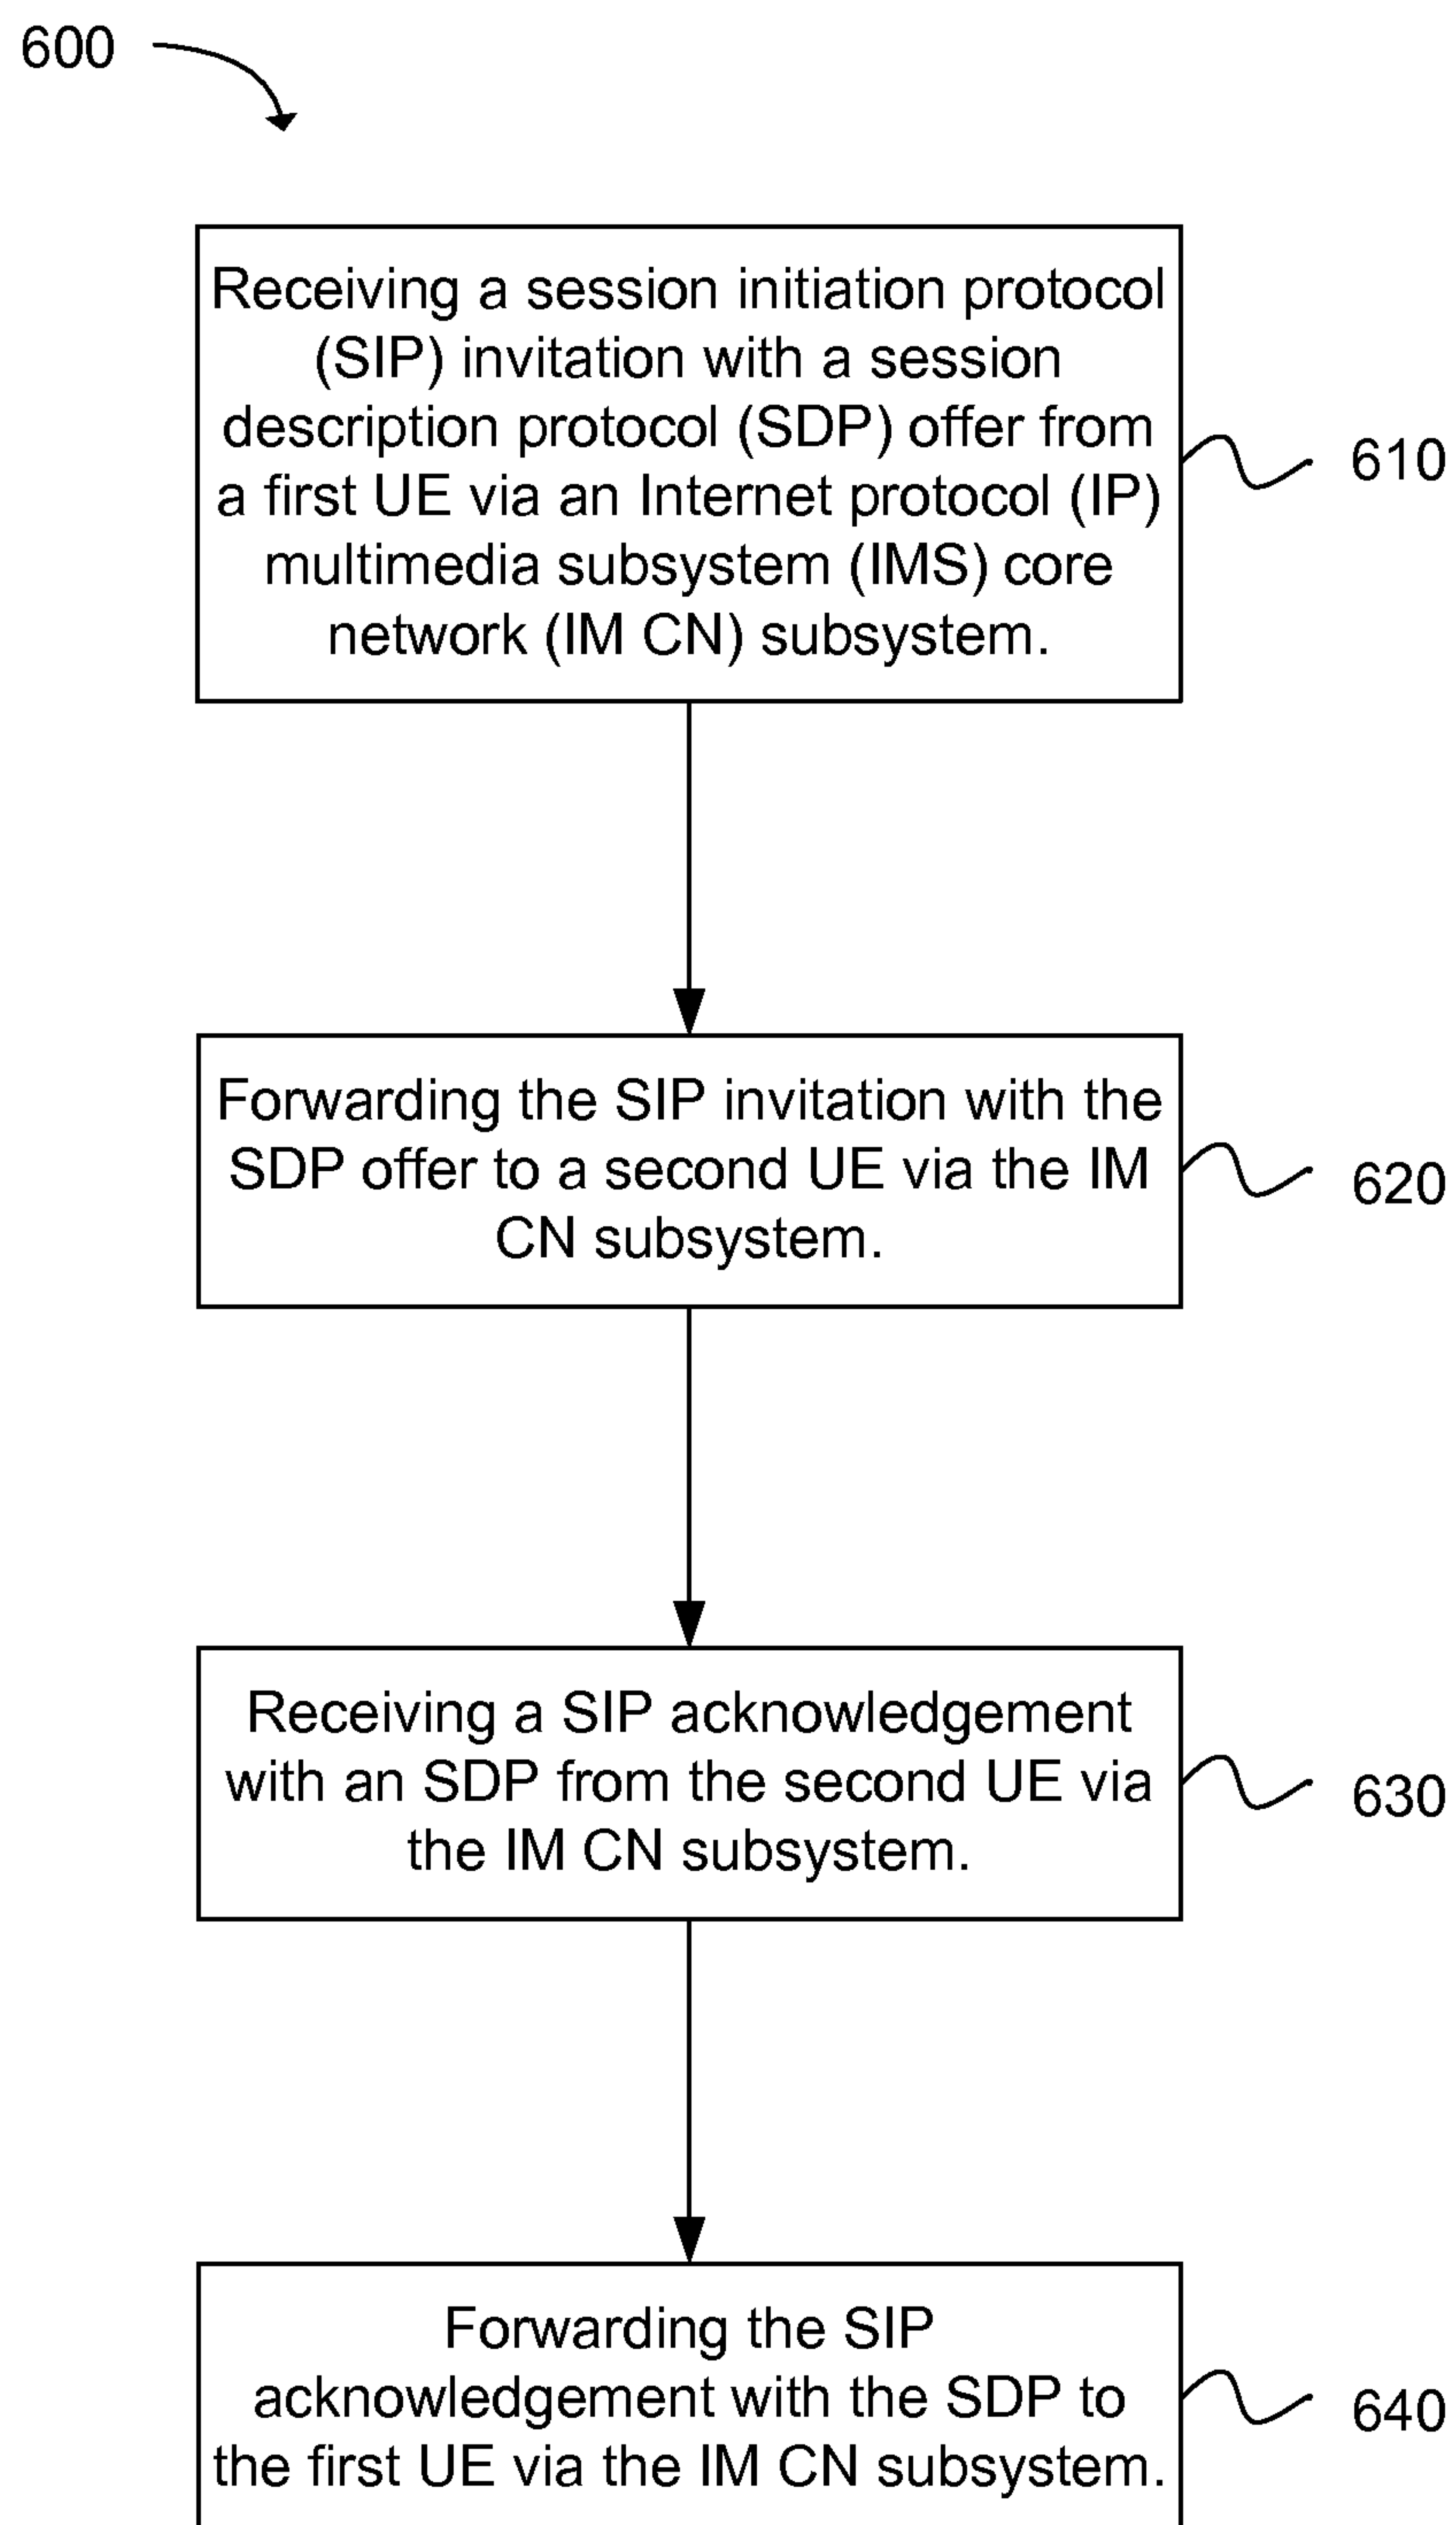 600
Receiving a session initiation protocol
(SIP) invitation with a session
description protocol (SDP) offer from
a first UE via an Internet protocol (IP)
multimedia subsystem (IMS) core
network (IM CN) subsystem.
610
Forwarding the SIP invitation with the
SDP offer to a second UE via the IM
CN subsystem.
620
Receiving a SIP acknowledgement
with an SDP from the second UE via
the IM CN subsystem.
630
Forwarding the SIP
acknowledgement with the SDP to
the first UE via the IM CN subsystem.
640